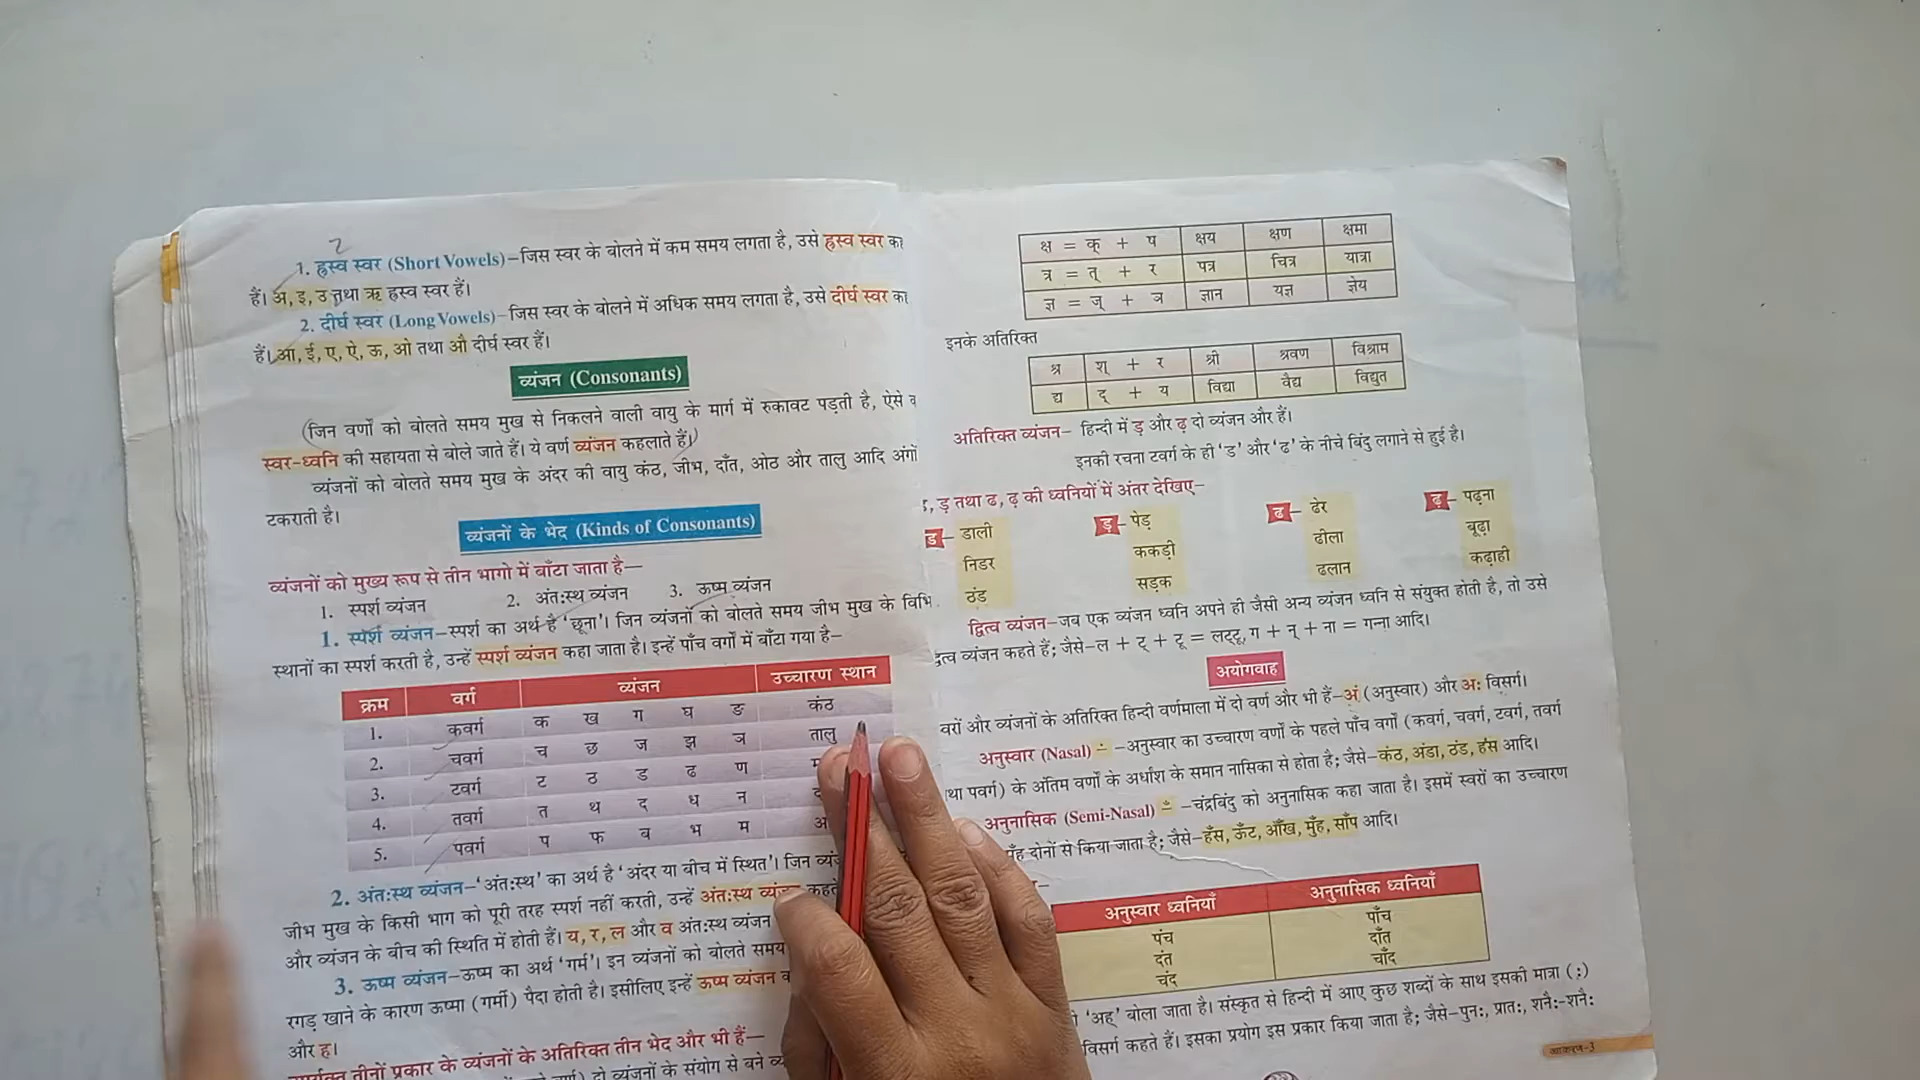 1. ह्रस्व स्वर (Short Vowels)–जिस स्वर के बोलने में कम समय लगता है, उसे ह्रस्व स्वर
हैं। अ, इ, उ तथा ऋ ह्रस्व स्वर हैं।
2. दीर्घ स्वर (Long Vowels)–जिस स्वर के बोलने में अधिक समय लगता है, उसे दीर्घ स्वर
हैं। आ, ई, ए, ऐ, ऊ, ओ तथा औ दीर्घ स्वर हैं।
व्यंजन (Consonants)
(जिन वर्णों को बोलते समय मुख से निकलने वाली वायु के मार्ग में रुकावट पड़ती है, ऐसे
स्वर-ध्वनि की सहायता से बोले जाते हैं। ये वर्ण व्यंजन कहलाते हैं।)
व्यंजनों को बोलते समय मुख के अंदर की वायु कंठ, जीभ, दाँत, ओठ और तालु आदि अंगों
टकराती है।
व्यंजनों के भेद (Kinds of Consonants)
व्यंजनों को मुख्य रूप से तीन भागो में बाँटा जाता है—
1. स्पर्श व्यंजन 2. अंत:स्थ व्यंजन 3. ऊष्म व्यंजन
1. स्पर्श व्यंजन–स्पर्श का अर्थ है 'छूना'। जिन व्यंजनों को बोलते समय जीभ मुख के
स्थानों का स्पर्श करती है, उन्हें स्पर्श व्यंजन कहा जाता है। इन्हें पाँच वर्गों में बाँटा गया है–
क्रम वर्ग व्यंजन उच्चारण स्थान
1. कवर्ग क ख ग घ ङ कंठ
2. चवर्ग च छ ज झ ञ तालु
3. टवर्ग ट ठ ड ढ ण
4. तवर्ग त थ द ध न
5. पवर्ग प फ ब भ म
2. अंत:स्थ व्यंजन–'अंत:स्थ' का अर्थ है 'अंदर या बीच में स्थित'। जिन
जीभ मुख के किसी भाग को पूरी तरह स्पर्श नहीं करती, उन्हें अंत:स्थ
और व्यंजन के बीच की स्थिति में होती हैं। य, र, ल और व अंत:स्थ व्यंजन
3. ऊष्म व्यंजन–ऊष्म का अर्थ 'गर्म'। इन व्यंजनों को बोलते समय
रगड़ खाने के कारण ऊष्मा (गर्मी) पैदा होती है। इसीलिए इन्हें ऊष्म व्यंजन
और ह।
तीनों प्रकार के व्यंजनों के अतिरिक्त तीन भेद और भी हैं—
दो व्यंजनों के संयोग से बने
क्ष = क् + ष क्षय क्षण क्षमा
त्र = त् + र पत्र चित्र यात्रा
ज्ञ = ज् + ञ ज्ञान यज्ञ ज्ञेय
इनके अतिरिक्त
श्र श् + र श्री श्रवण विश्राम
द्य द् + य विद्या वैद्य विद्युत
अतिरिक्त व्यंजन– हिन्दी में ड़ और ढ़ दो व्यंजन और हैं।
इनकी रचना टवर्ग के ही 'ड' और 'ढ' के नीचे बिंदु लगाने से हुई है।
ड़ तथा ढ, ढ़ की ध्वनियों में अंतर देखिए–
ड – डाली ड़ – पेड़ ढ – ढेर ढ़ – पढ़ना
निडर ककड़ी ढीला बूढ़ा
ठंड सड़क ढलान कढ़ाही
द्वित्व व्यंजन–जब एक व्यंजन ध्वनि अपने ही जैसी अन्य व्यंजन ध्वनि से संयुक्त होती है, तो उसे
व्यंजन कहते हैं; जैसे–ल + ट् + टू = लट्टू, ग + न् + ना = गन्ना आदि।
अयोगवाह
और व्यंजनों के अतिरिक्त हिन्दी वर्णमाला में दो वर्ण और भी हैं–अं (अनुस्वार) और अ: विसर्ग।
अनुस्वार (Nasal) –अनुस्वार का उच्चारण वर्णों के पहले पाँच वर्गों (कवर्ग, चवर्ग, टवर्ग, तवर्ग
पवर्ग) के अंतिम वर्णों के अर्धांश के समान नासिका से होता है; जैसे–कंठ, अंडा, ठंड, हंस आदि।
अनुनासिक (Semi-Nasal) –चंद्रबिंदु को अनुनासिक कहा जाता है। इसमें स्वरों का उच्चारण
दोनों से किया जाता है; जैसे–हँस, ऊँट, आँख, मुँह, साँप आदि।
अनुस्वार ध्वनियाँ अनुनासिक ध्वनियाँ
पंच पाँच
दंत दाँत
चंद चाँद
'अह्' बोला जाता है। संस्कृत से हिन्दी में आए कुछ शब्दों के साथ इसकी मात्रा (:)
विसर्ग कहते हैं। इसका प्रयोग इस प्रकार किया जाता है; जैसे–पुन:, प्रात:, शनै:-शनै: